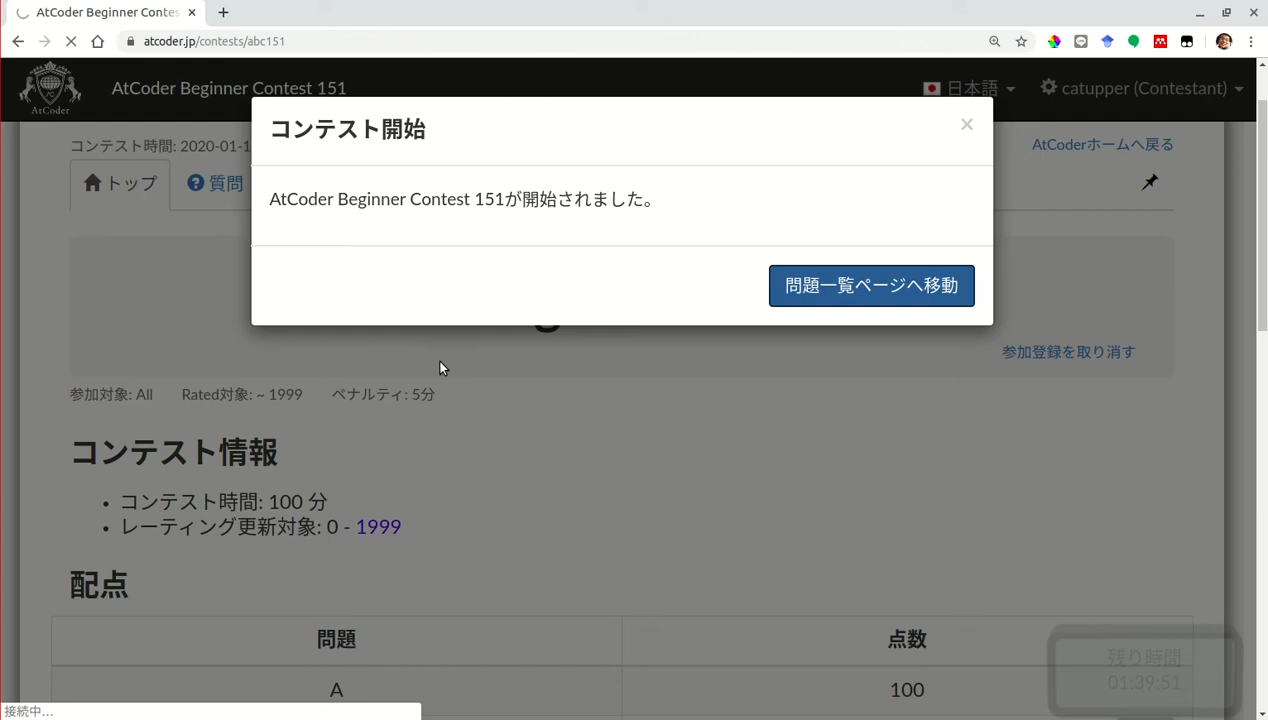 AtCoder Beginner Contes
atcoder.jp/contests/abc151
AtCoder
AtCoder Beginner Contest 151
日本語
catupper (Contestant)
コンテスト開始
×
コンテスト時間: 2020-01-1
AtCoderホームへ戻る
トップ
質問
AtCoder Beginner Contest 151が開始されました。
問題一覧ページへ移動
参加登録を取り消す
参加対象: All
Rated対象: ~ 1999
ペナルティ: 5分
コンテスト情報
• コンテスト時間: 100 分
• レーティング更新対象: 0 - 1999
配点
問題
点数
残り時間
01:39:51
A
100
接続中...